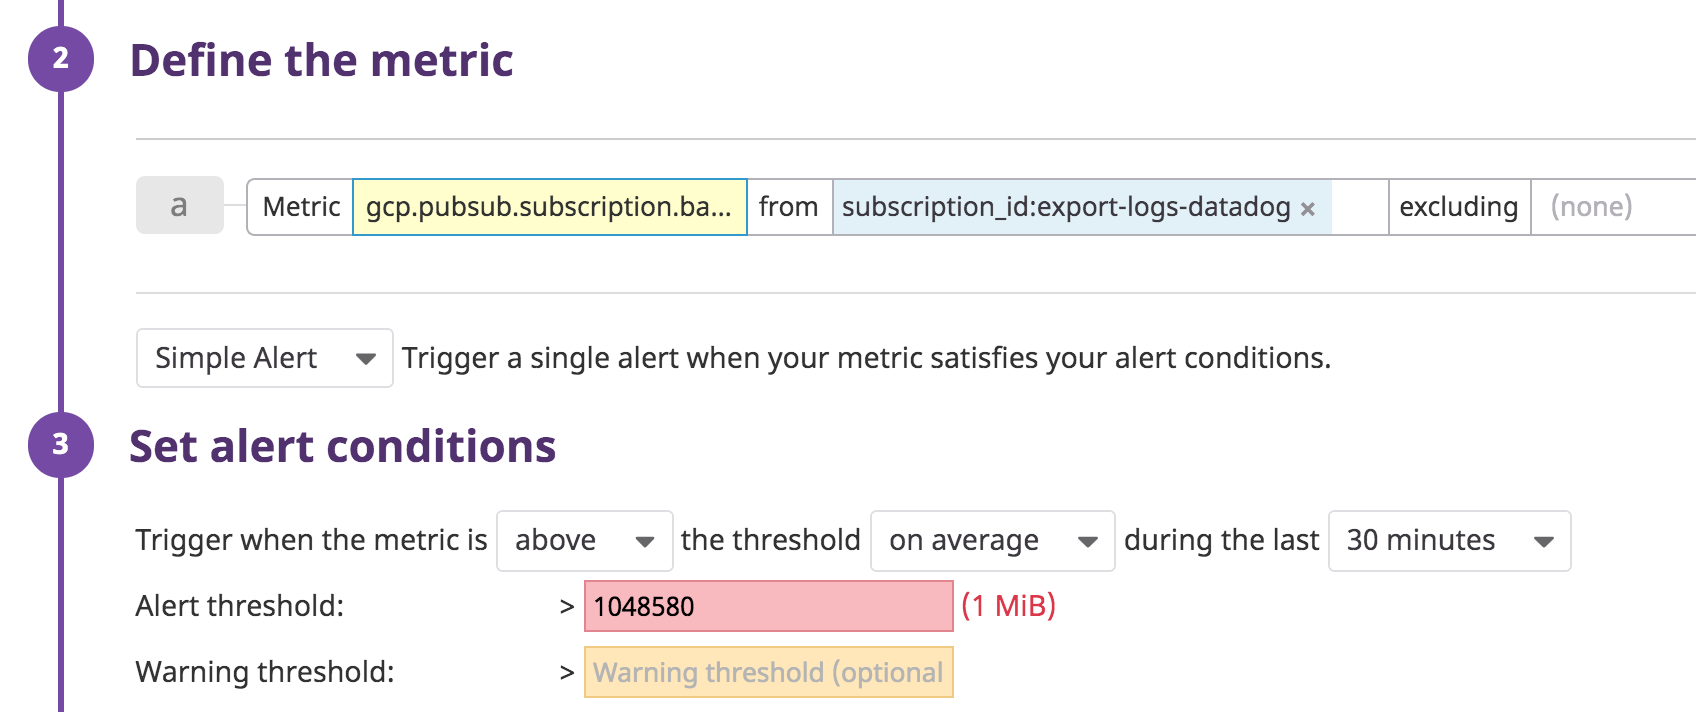 2 Define the metric
a Metric gcp.pubsub.subscription.ba... from subscription_id:export-logs-datadog × excluding (none)
Simple Alert Trigger a single alert when your metric satisfies your alert conditions.
3 Set alert conditions
Trigger when the metric is above the threshold on average during the last 30 minutes
Alert threshold: > 1048580 (1 MiB)
Warning threshold: > Warning threshold (optional